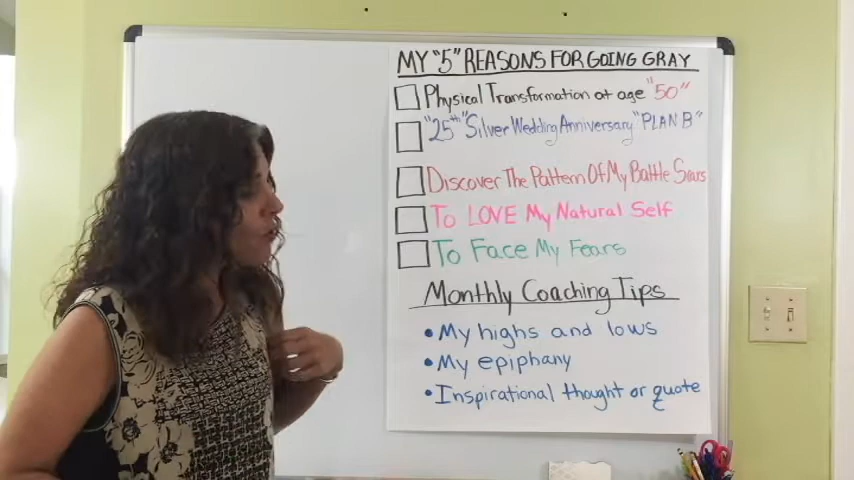 MY "5" REASONS FOR GOING GRAY
Physical Transformation at age "50"
"25th" Silver Wedding Anniversary "PLAN B"
Discover The Pattern Of My Battle Scars
To LOVE My Natural Self
To Face My Fears
Monthly Coaching Tips
• My highs and lows
• My epiphany
• Inspirational thought or quote